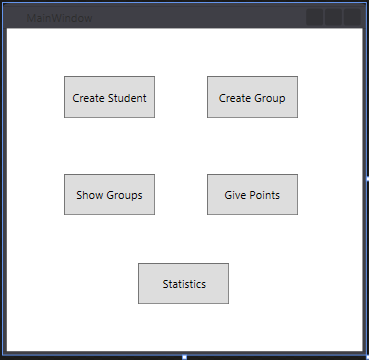 MainWindow
Create Student
Create Group
Show Groups
Give Points
Statistics